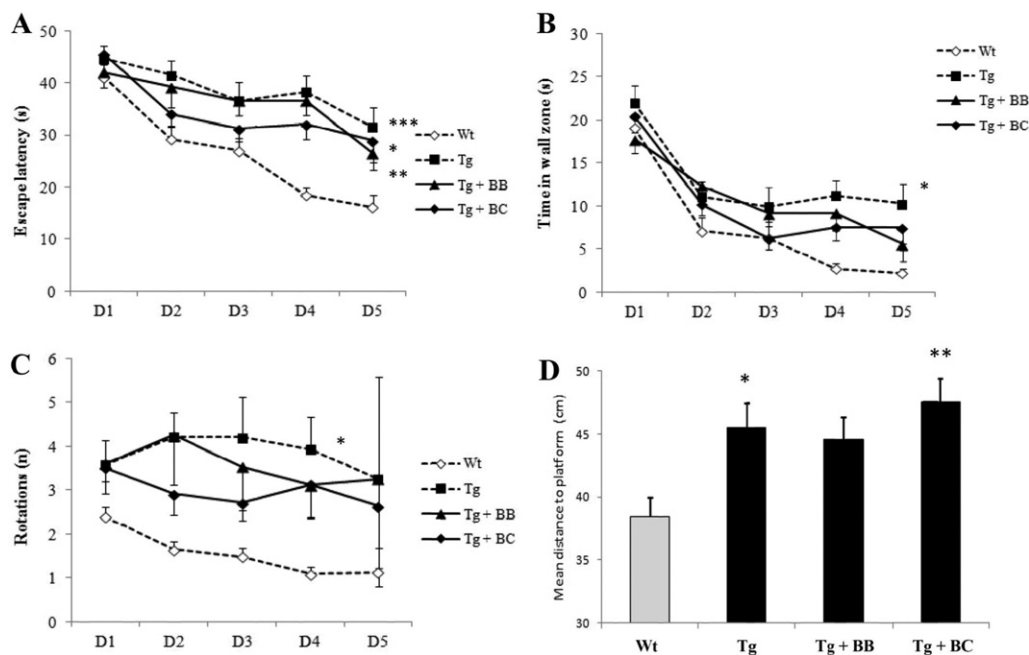 A
Escape latency (s)
50
40
30
20
10
0
D1 D2 D3 D4 D5
***
*
**
Wt
Tg
Tg + BB
Tg + BC
B
Time in wall zone (s)
30
25
20
15
10
5
0
D1 D2 D3 D4 D5
*
Wt
Tg
Tg + BB
Tg + BC
C
Rotations (n)
6
5
4
3
2
1
0
D1 D2 D3 D4 D5
*
Wt
Tg
Tg + BB
Tg + BC
D
Mean distance to platform (cm)
50
45
40
35
30
*
**
Wt Tg Tg + BB Tg + BC